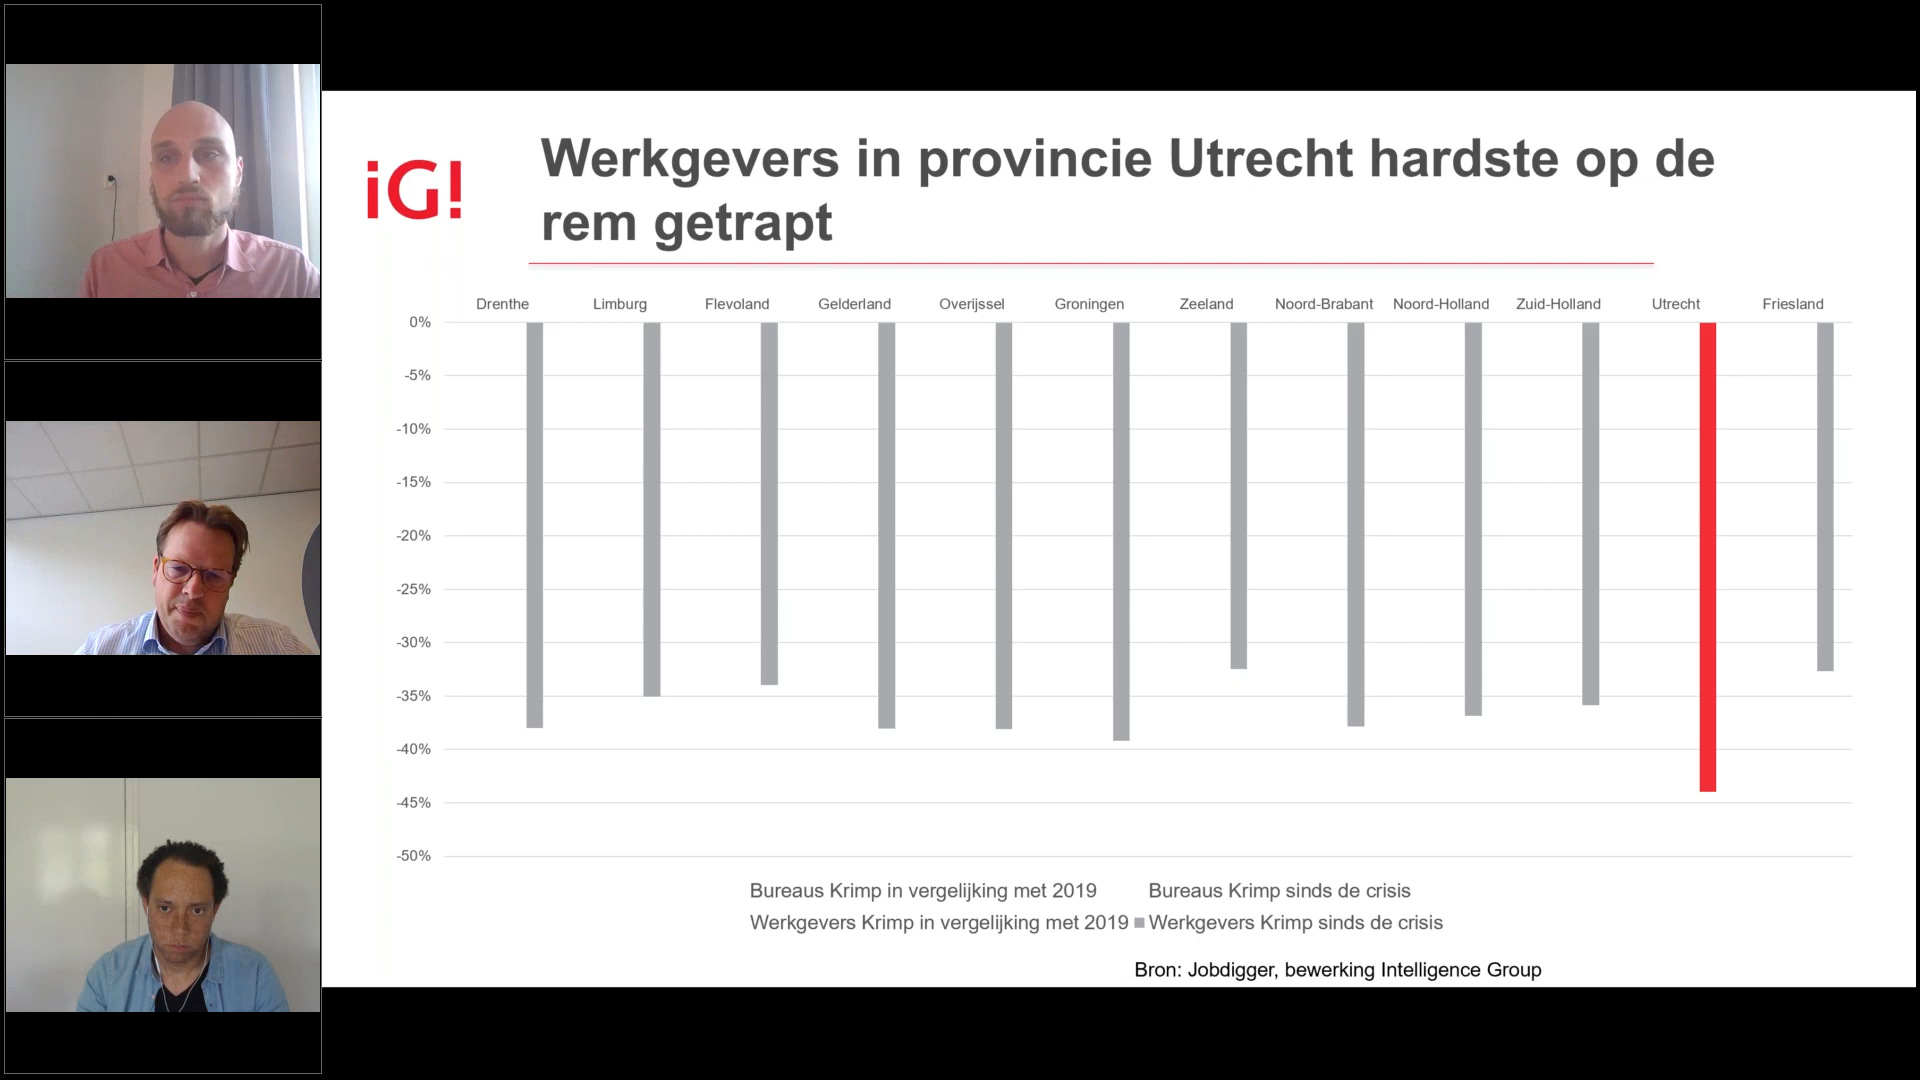 iG!
Werkgevers in provincie Utrecht hardste op de
rem getrapt
Drenthe Limburg Flevoland Gelderland Overijssel Groningen Zeeland Noord-Brabant Noord-Holland Zuid-Holland Utrecht Friesland
0%
-5%
-10%
-15%
-20%
-25%
-30%
-35%
-40%
-45%
-50%
Bureaus Krimp in vergelijking met 2019 Bureaus Krimp sinds de crisis
Werkgevers Krimp in vergelijking met 2019 Werkgevers Krimp sinds de crisis
Bron: Jobdigger, bewerking Intelligence Group